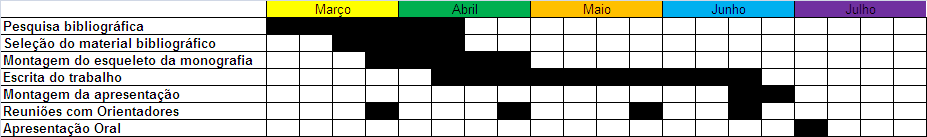 Março Abril Maio Junho Julho
Pesquisa bibliográfica
Seleção do material bibliográfico
Montagem do esqueleto da monografia
Escrita do trabalho
Montagem da apresentação
Reuniões com Orientadores
Apresentação Oral